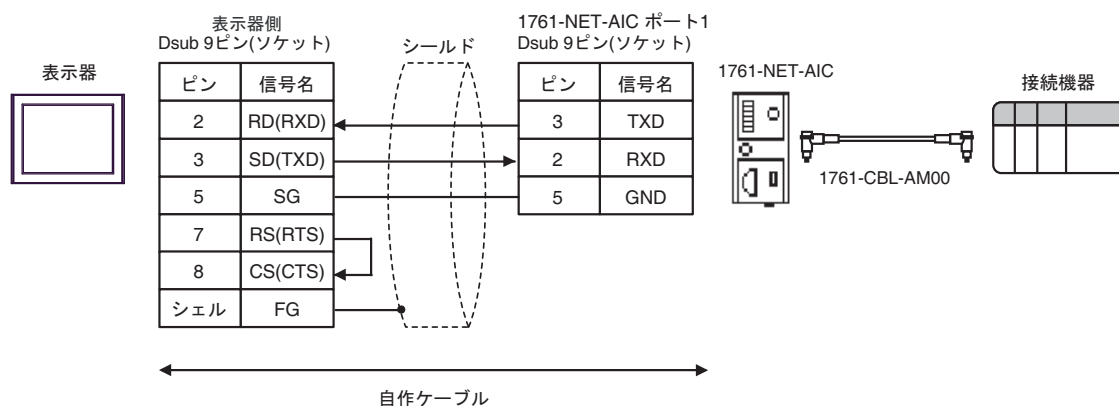 表示器
表示器側
Dsub 9ピン(ソケット)
ピン 信号名
2 RD(RXD)
3 SD(TXD)
5 SG
7 RS(RTS)
8 CS(CTS)
シェル FG
シールド
1761-NET-AIC ポート1
Dsub 9ピン(ソケット)
ピン 信号名
3 TXD
2 RXD
5 GND
1761-NET-AIC
1761-CBL-AM00
接続機器
自作ケーブル